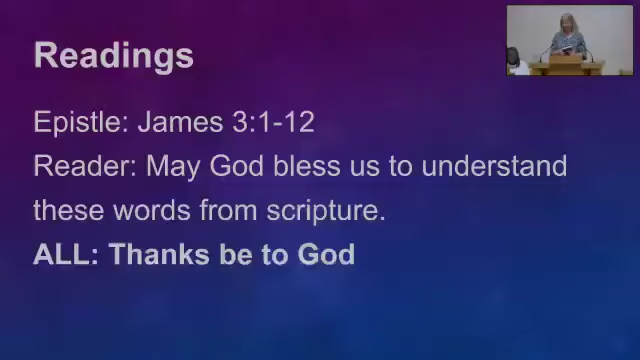 Readings
Epistle: James 3:1-12
Reader: May God bless us to understand
these words from scripture.
ALL: Thanks be to God